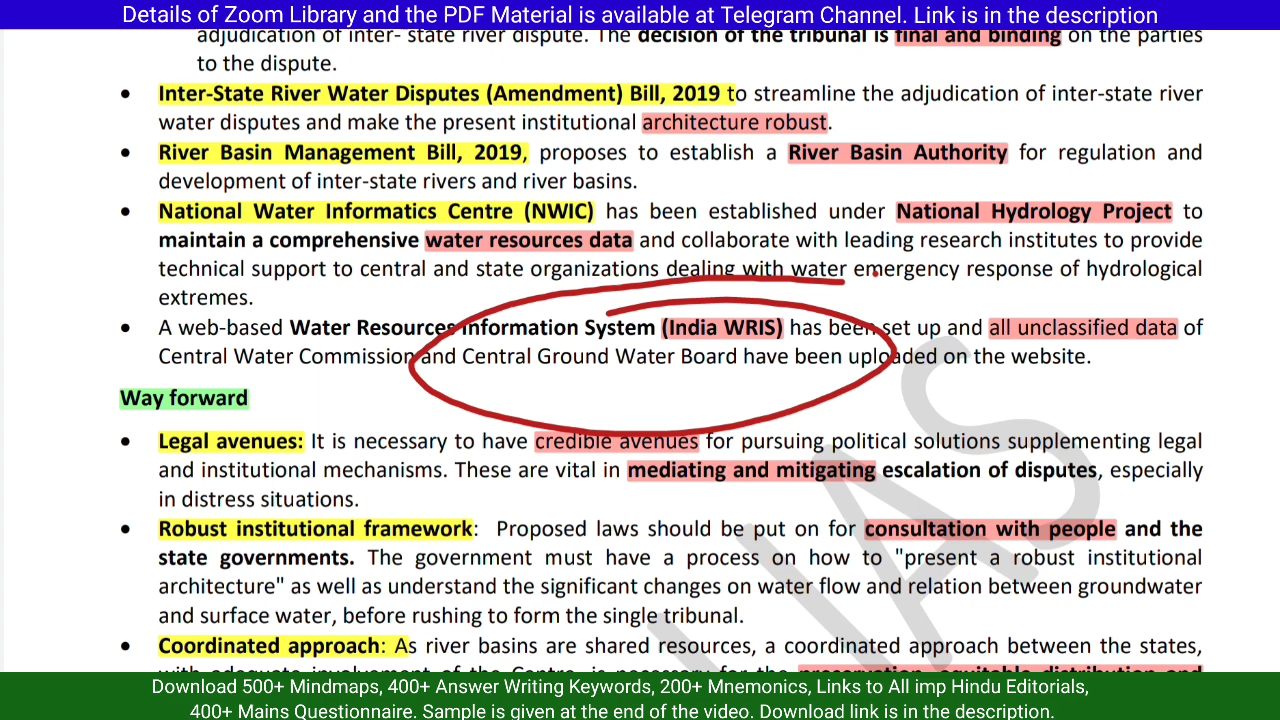 Details of Zoom Library and the PDF Material is available at Telegram Channel. Link is in the description
adjudication of inter- state river dispute. The decision of the tribunal is final and binding on the parties
to the dispute.
• Inter-State River Water Disputes (Amendment) Bill, 2019 to streamline the adjudication of inter-state river
water disputes and make the present institutional architecture robust.
• River Basin Management Bill, 2019, proposes to establish a River Basin Authority for regulation and
development of inter-state rivers and river basins.
• National Water Informatics Centre (NWIC) has been established under National Hydrology Project to
maintain a comprehensive water resources data and collaborate with leading research institutes to provide
technical support to central and state organizations dealing with water emergency response of hydrological
extremes.
• A web-based Water Resources Information System (India WRIS) has been set up and all unclassified data of
Central Water Commission and Central Ground Water Board have been uploaded on the website.
Way forward
• Legal avenues: It is necessary to have credible avenues for pursuing political solutions supplementing legal
and institutional mechanisms. These are vital in mediating and mitigating escalation of disputes, especially
in distress situations.
• Robust institutional framework: Proposed laws should be put on for consultation with people and the
state governments. The government must have a process on how to "present a robust institutional
architecture" as well as understand the significant changes on water flow and relation between groundwater
and surface water, before rushing to form the single tribunal.
• Coordinated approach: As river basins are shared resources, a coordinated approach between the states,
with adequate involvement of the Centre, is necessary for the preservation, equitable distribution and
IAS
Download 500+ Mindmaps, 400+ Answer Writing Keywords, 200+ Mnemonics, Links to All imp Hindu Editorials,
400+ Mains Questionnaire. Sample is given at the end of the video. Download link is in the description.